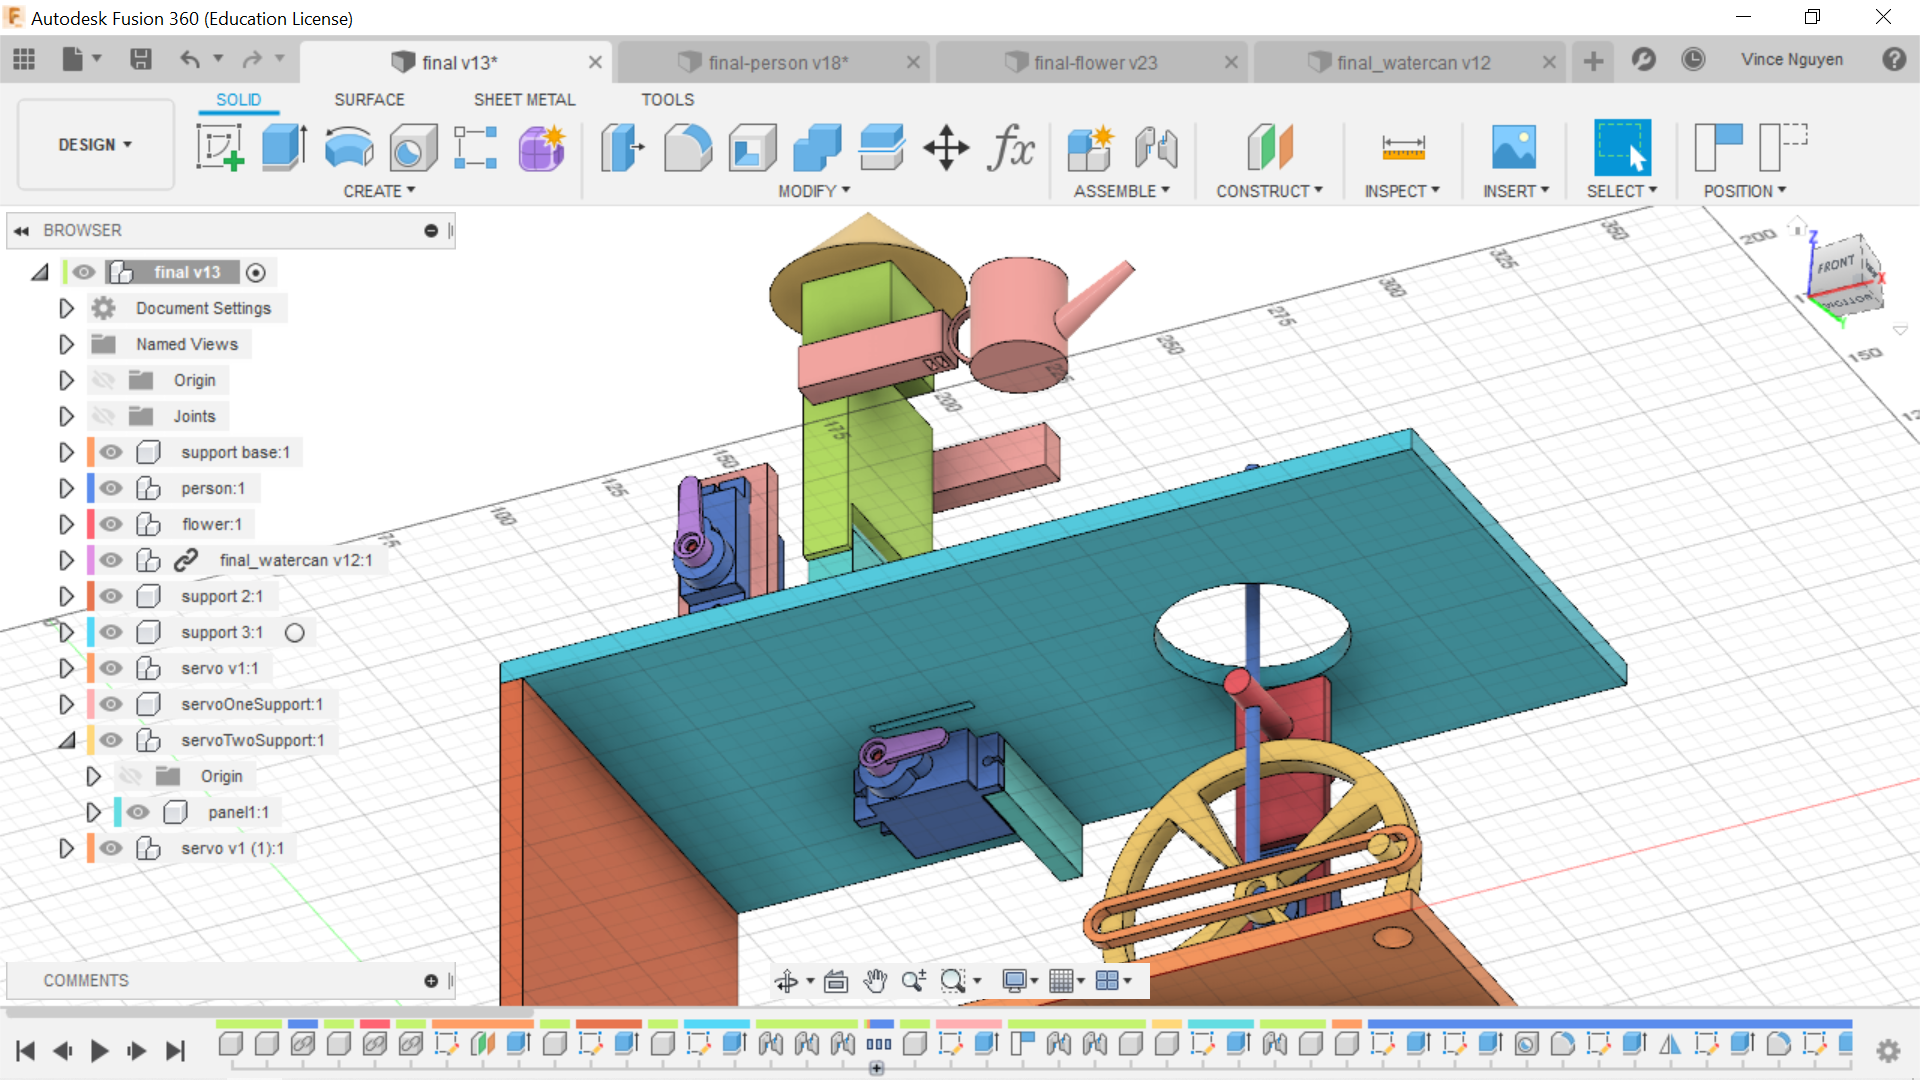 Autodesk Fusion 360 (Education License)
final v13*
final-person v18*
final-flower v23
final_watercan v12
Vince Nguyen
SOLID
SURFACE
SHEET METAL
TOOLS
DESIGN
CREATE
MODIFY
ASSEMBLE
CONSTRUCT
INSPECT
INSERT
SELECT
POSITION
fx
BROWSER
final v13
Document Settings
Named Views
Origin
Joints
support base:1
person:1
flower:1
final_watercan v12:1
support 2:1
support 3:1
servo v1:1
servoOneSupport:1
servoTwoSupport:1
Origin
panel1:1
servo v1 (1):1
0
75
100
125
150
175
200
225
250
275
300
325
350
200
150
Z
FRONT
X
BOTTOM
Y
COMMENTS